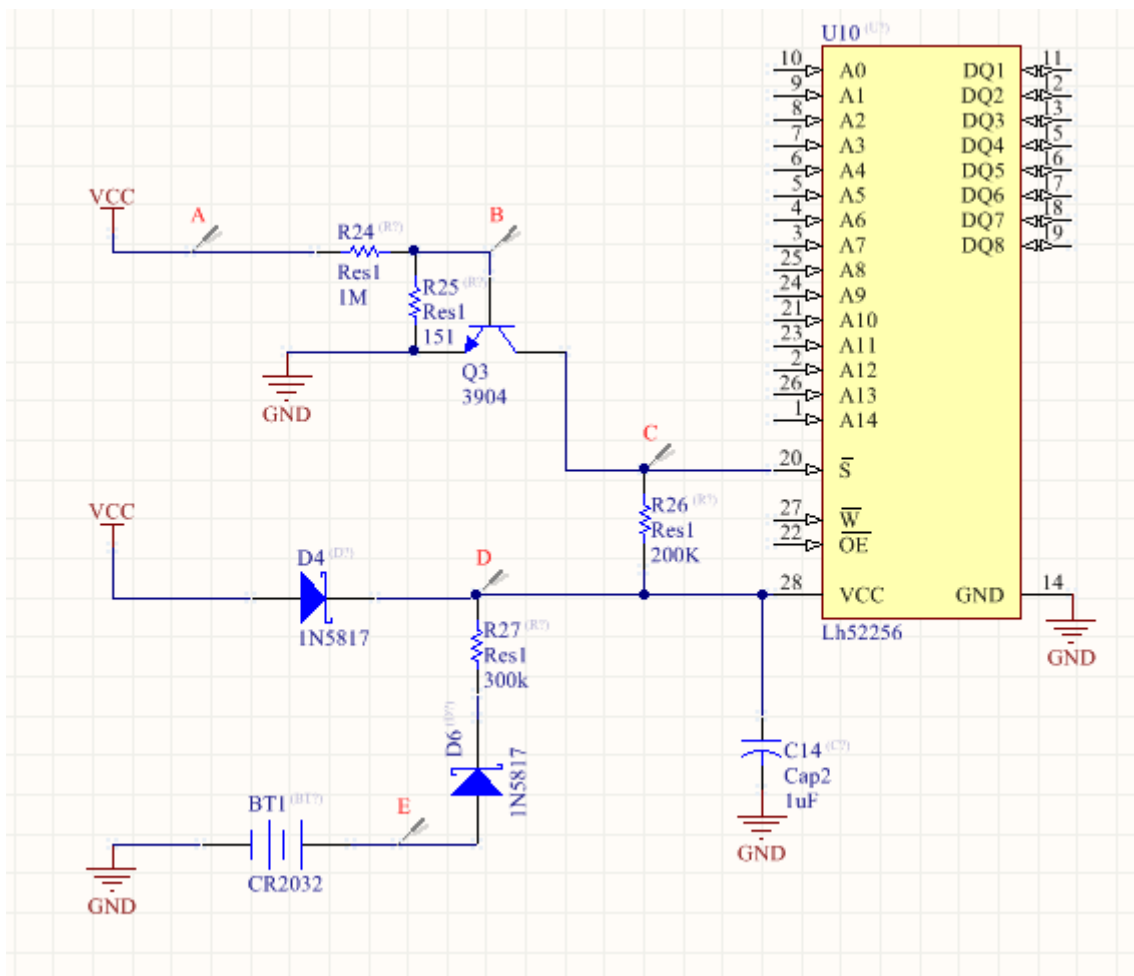 U10 (U?)
10 A0 DQ1 11
9 A1 DQ2 12
8 A2 DQ3 13
7 A3 DQ4 15
6 A4 DQ5 16
5 A5 DQ6 17
4 A6 DQ7 18
3 A7 DQ8 19
25 A8
24 A9
21 A10
23 A11
2 A12
26 A13
1 A14
20 S̅
27 W̅
22 O̅E̅
28 VCC GND 14
Lh52256
GND
VCC
A
R24 (R?)
Res1
1M
B
R25 (R?)
Res1
151
GND
Q3
3904
C
R26 (R?)
Res1
200K
VCC
D4 (D?)
1N5817
D
R27 (R?)
Res1
300k
D6 (D?)
1N5817
C14 (C?)
Cap2
1uF
GND
BT1 (BT?)
CR2032
E
GND